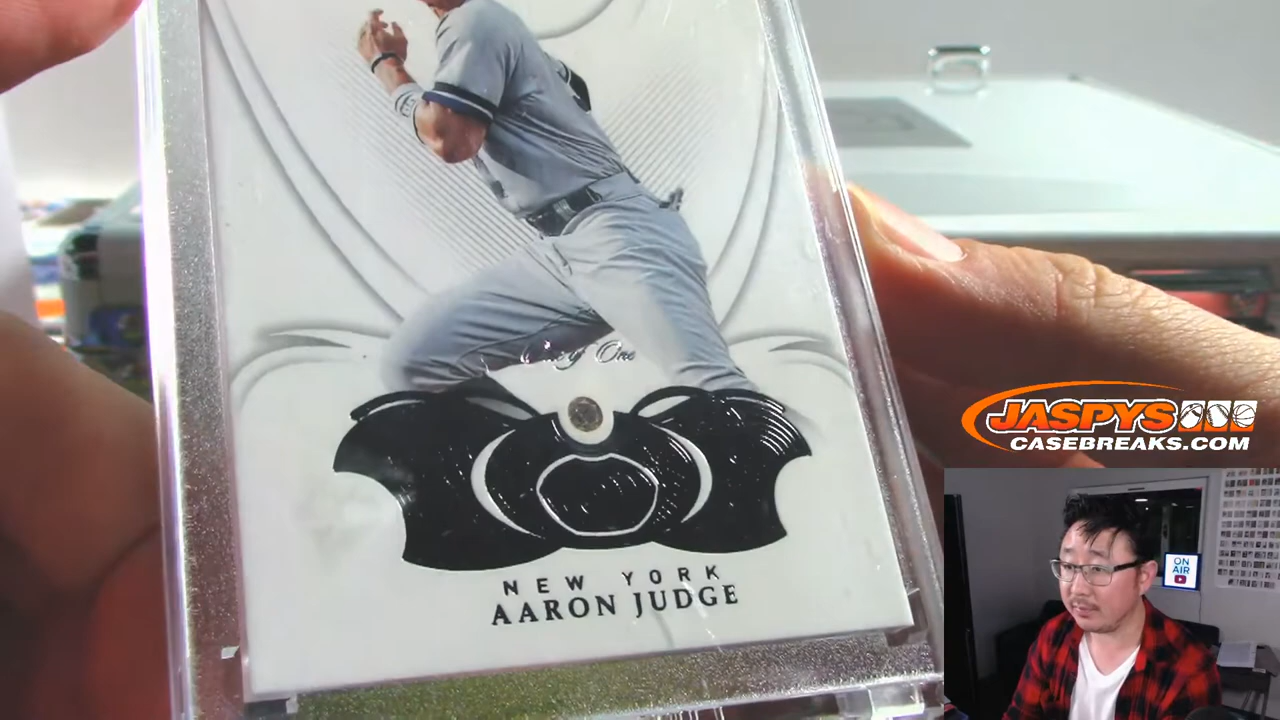 One of One
NEW YORK
AARON JUDGE
JASPYS
CASEBREAKS.COM
ON
AIR